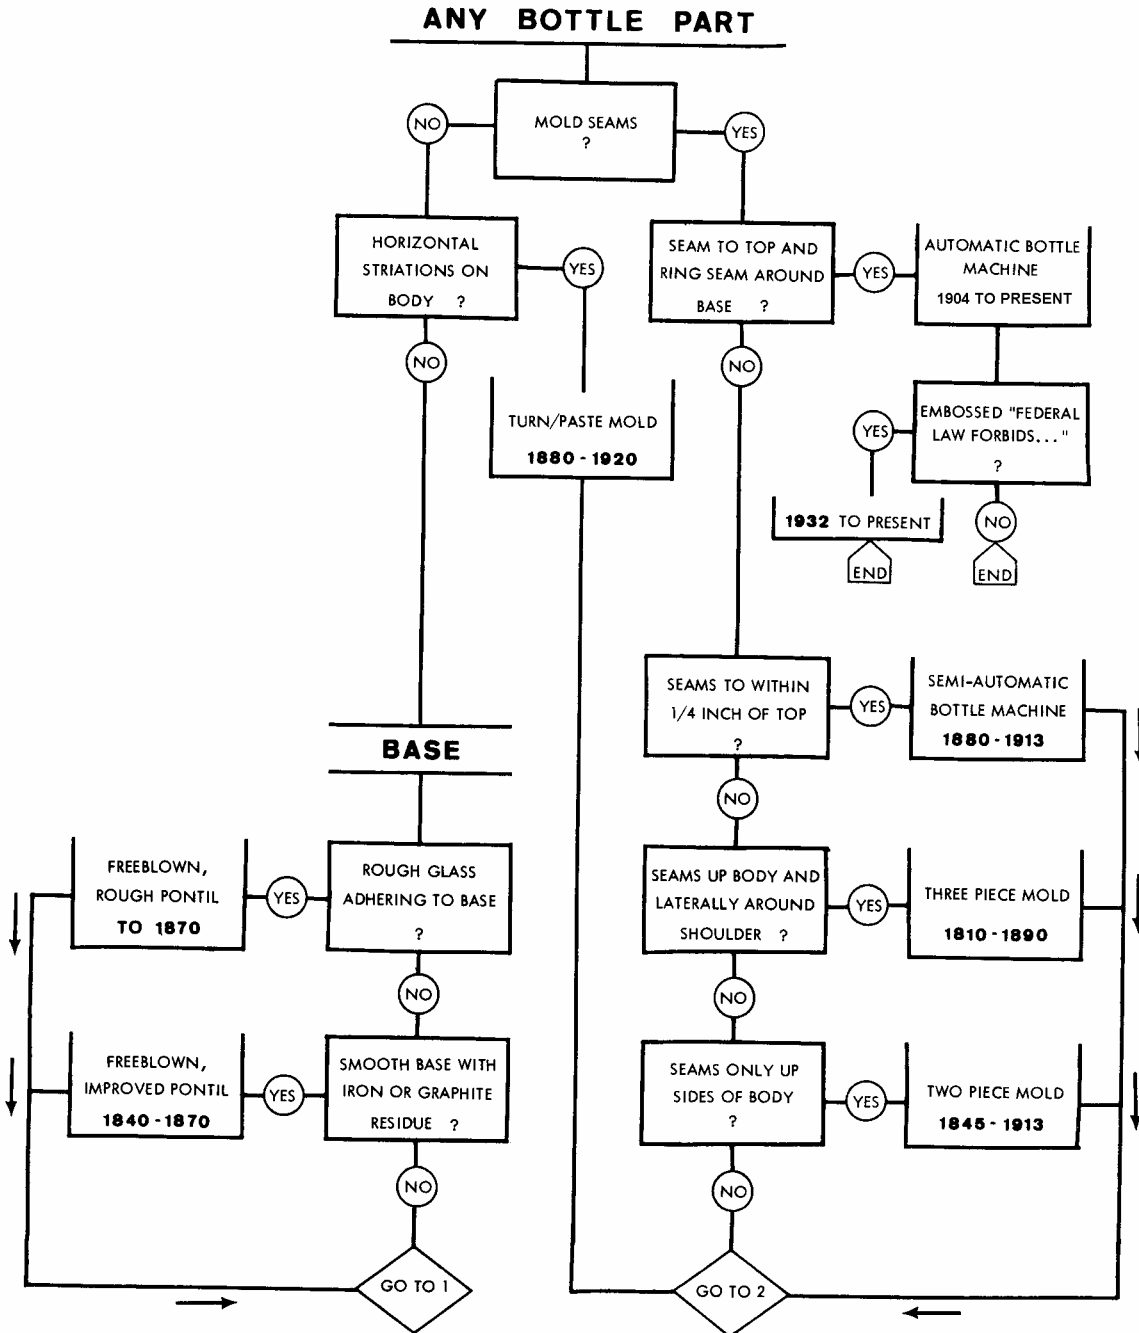 ANY BOTTLE PART
MOLD SEAMS
?
NO
YES
HORIZONTAL
STRIATIONS ON
BODY ?
YES
NO
SEAM TO TOP AND
RING SEAM AROUND
BASE ?
YES
NO
AUTOMATIC BOTTLE
MACHINE
1904 TO PRESENT
TURN/PASTE MOLD
1880 - 1920
EMBOSSED "FEDERAL
LAW FORBIDS..."
?
YES
NO
1932 TO PRESENT
END
END
SEAMS TO WITHIN
1/4 INCH OF TOP
?
YES
NO
SEMI-AUTOMATIC
BOTTLE MACHINE
1880 - 1913
BASE
ROUGH GLASS
ADHERING TO BASE
?
YES
NO
FREEBLOWN,
ROUGH PONTIL
TO 1870
SEAMS UP BODY AND
LATERALLY AROUND
SHOULDER ?
YES
NO
THREE PIECE MOLD
1810 - 1890
SMOOTH BASE WITH
IRON OR GRAPHITE
RESIDUE ?
YES
NO
FREEBLOWN,
IMPROVED PONTIL
1840 - 1870
SEAMS ONLY UP
SIDES OF BODY
?
YES
NO
TWO PIECE MOLD
1845 - 1913
GO TO 1
GO TO 2